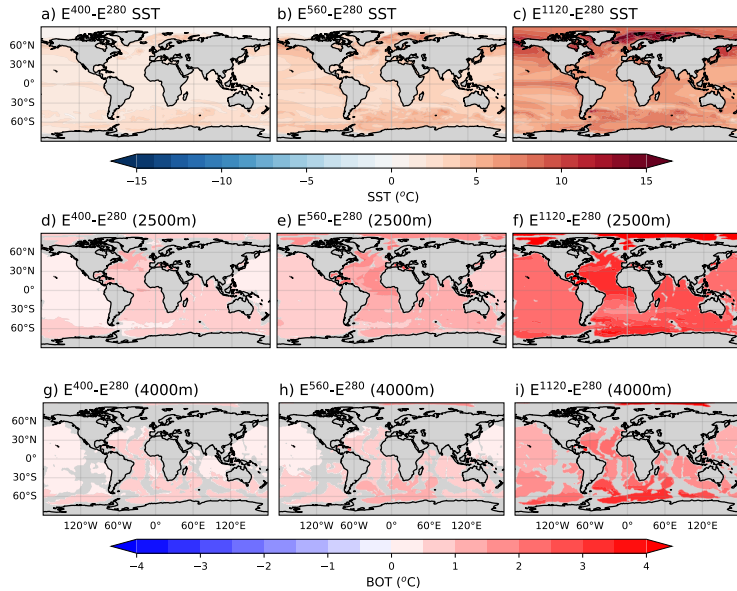 a) E⁴⁰⁰-E²⁸⁰ SST b) E⁵⁶⁰-E²⁸⁰ SST c) E¹¹²⁰-E²⁸⁰ SST
60°N
30°N
0°
30°S
60°S
−15 −10 −5 0 5 10 15
SST (°C)
d) E⁴⁰⁰-E²⁸⁰ (2500m) e) E⁵⁶⁰-E²⁸⁰ (2500m) f) E¹¹²⁰-E²⁸⁰ (2500m)
60°N
30°N
0°
30°S
60°S
g) E⁴⁰⁰-E²⁸⁰ (4000m) h) E⁵⁶⁰-E²⁸⁰ (4000m) i) E¹¹²⁰-E²⁸⁰ (4000m)
60°N
30°N
0°
30°S
60°S
120°W 60°W 0° 60°E 120°E 120°W 60°W 0° 60°E 120°E 120°W 60°W 0° 60°E 120°E
−4 −3 −2 −1 0 1 2 3 4
BOT (°C)